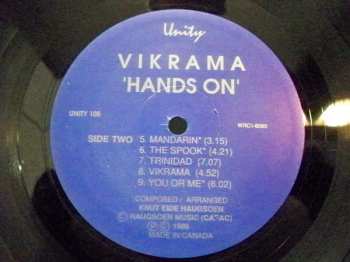 Unity
VIKRAMA
'HANDS ON'
UNITY 105
SIDE TWO 5. MANDARIN* (3.15)
6. THE SPOOK* (4.21)
7. TRINIDAD (7.07)
8. VIKRAMA (4.52)
9. YOU OR ME* (6.02)
COMPOSED / ARRANGED
KNUT EIDE HAUGSOEN
HAUGSOEN MUSIC
MADE IN CANADA